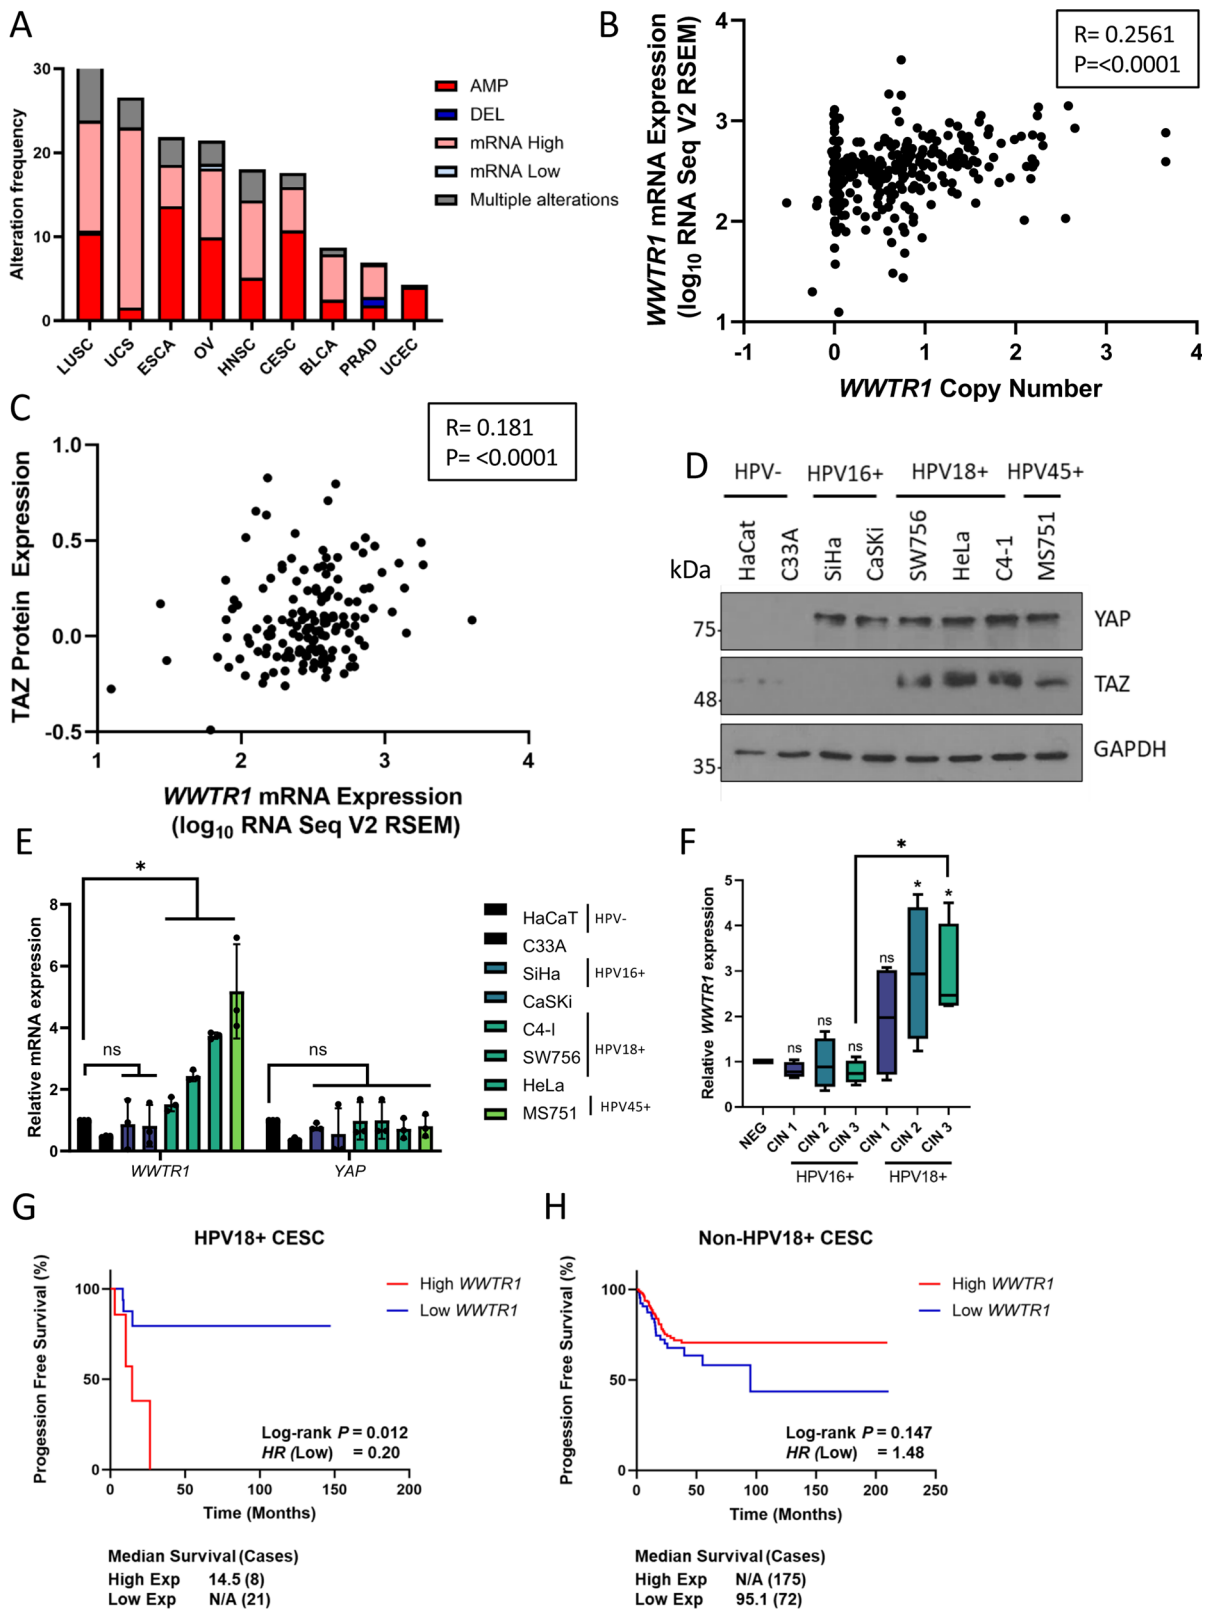 A
Alteration frequency
30
20
10
0
LUSC
UCS
ESCA
OV
HNSC
CESC
BLCA
PRAD
UCEC
AMP
DEL
mRNA High
mRNA Low
Multiple alterations
B
WWTR1 mRNA Expression
(log10 RNA Seq V2 RSEM)
4
3
2
1
-1
0
1
2
3
4
WWTR1 Copy Number
R= 0.2561
P=<0.0001
C
TAZ Protein Expression
1.0
0.5
0.0
-0.5
1
2
3
4
WWTR1 mRNA Expression
(log10 RNA Seq V2 RSEM)
R= 0.181
P= <0.0001
D
HPV-
HPV16+
HPV18+
HPV45+
kDa
HaCat
C33A
SiHa
CaSKi
SW756
HeLa
C4-1
MS751
75-
YAP
48-
TAZ
35-
GAPDH
E
Relative mRNA expression
8
6
4
2
0
*
ns
ns
WWTR1
YAP
HaCaT
C33A
HPV-
SiHa
CaSKi
HPV16+
C4-I
SW756
HeLa
HPV18+
MS751
HPV45+
F
Relative WWTR1 expression
5
4
3
2
1
0
*
ns
ns
ns
ns
*
*
NEG
CIN 1
CIN 2
CIN 3
CIN 1
CIN 2
CIN 3
HPV16+
HPV18+
G
HPV18+ CESC
Progession Free Survival (%)
100
50
0
0
50
100
150
200
Time (Months)
High WWTR1
Low WWTR1
Log-rank P = 0.012
HR (Low) = 0.20
Median Survival (Cases)
High Exp 14.5 (8)
Low Exp N/A (21)
H
Non-HPV18+ CESC
Progession Free Survival (%)
100
50
0
0
50
100
150
200
250
Time (Months)
High WWTR1
Low WWTR1
Log-rank P = 0.147
HR (Low) = 1.48
Median Survival (Cases)
High Exp N/A (175)
Low Exp 95.1 (72)